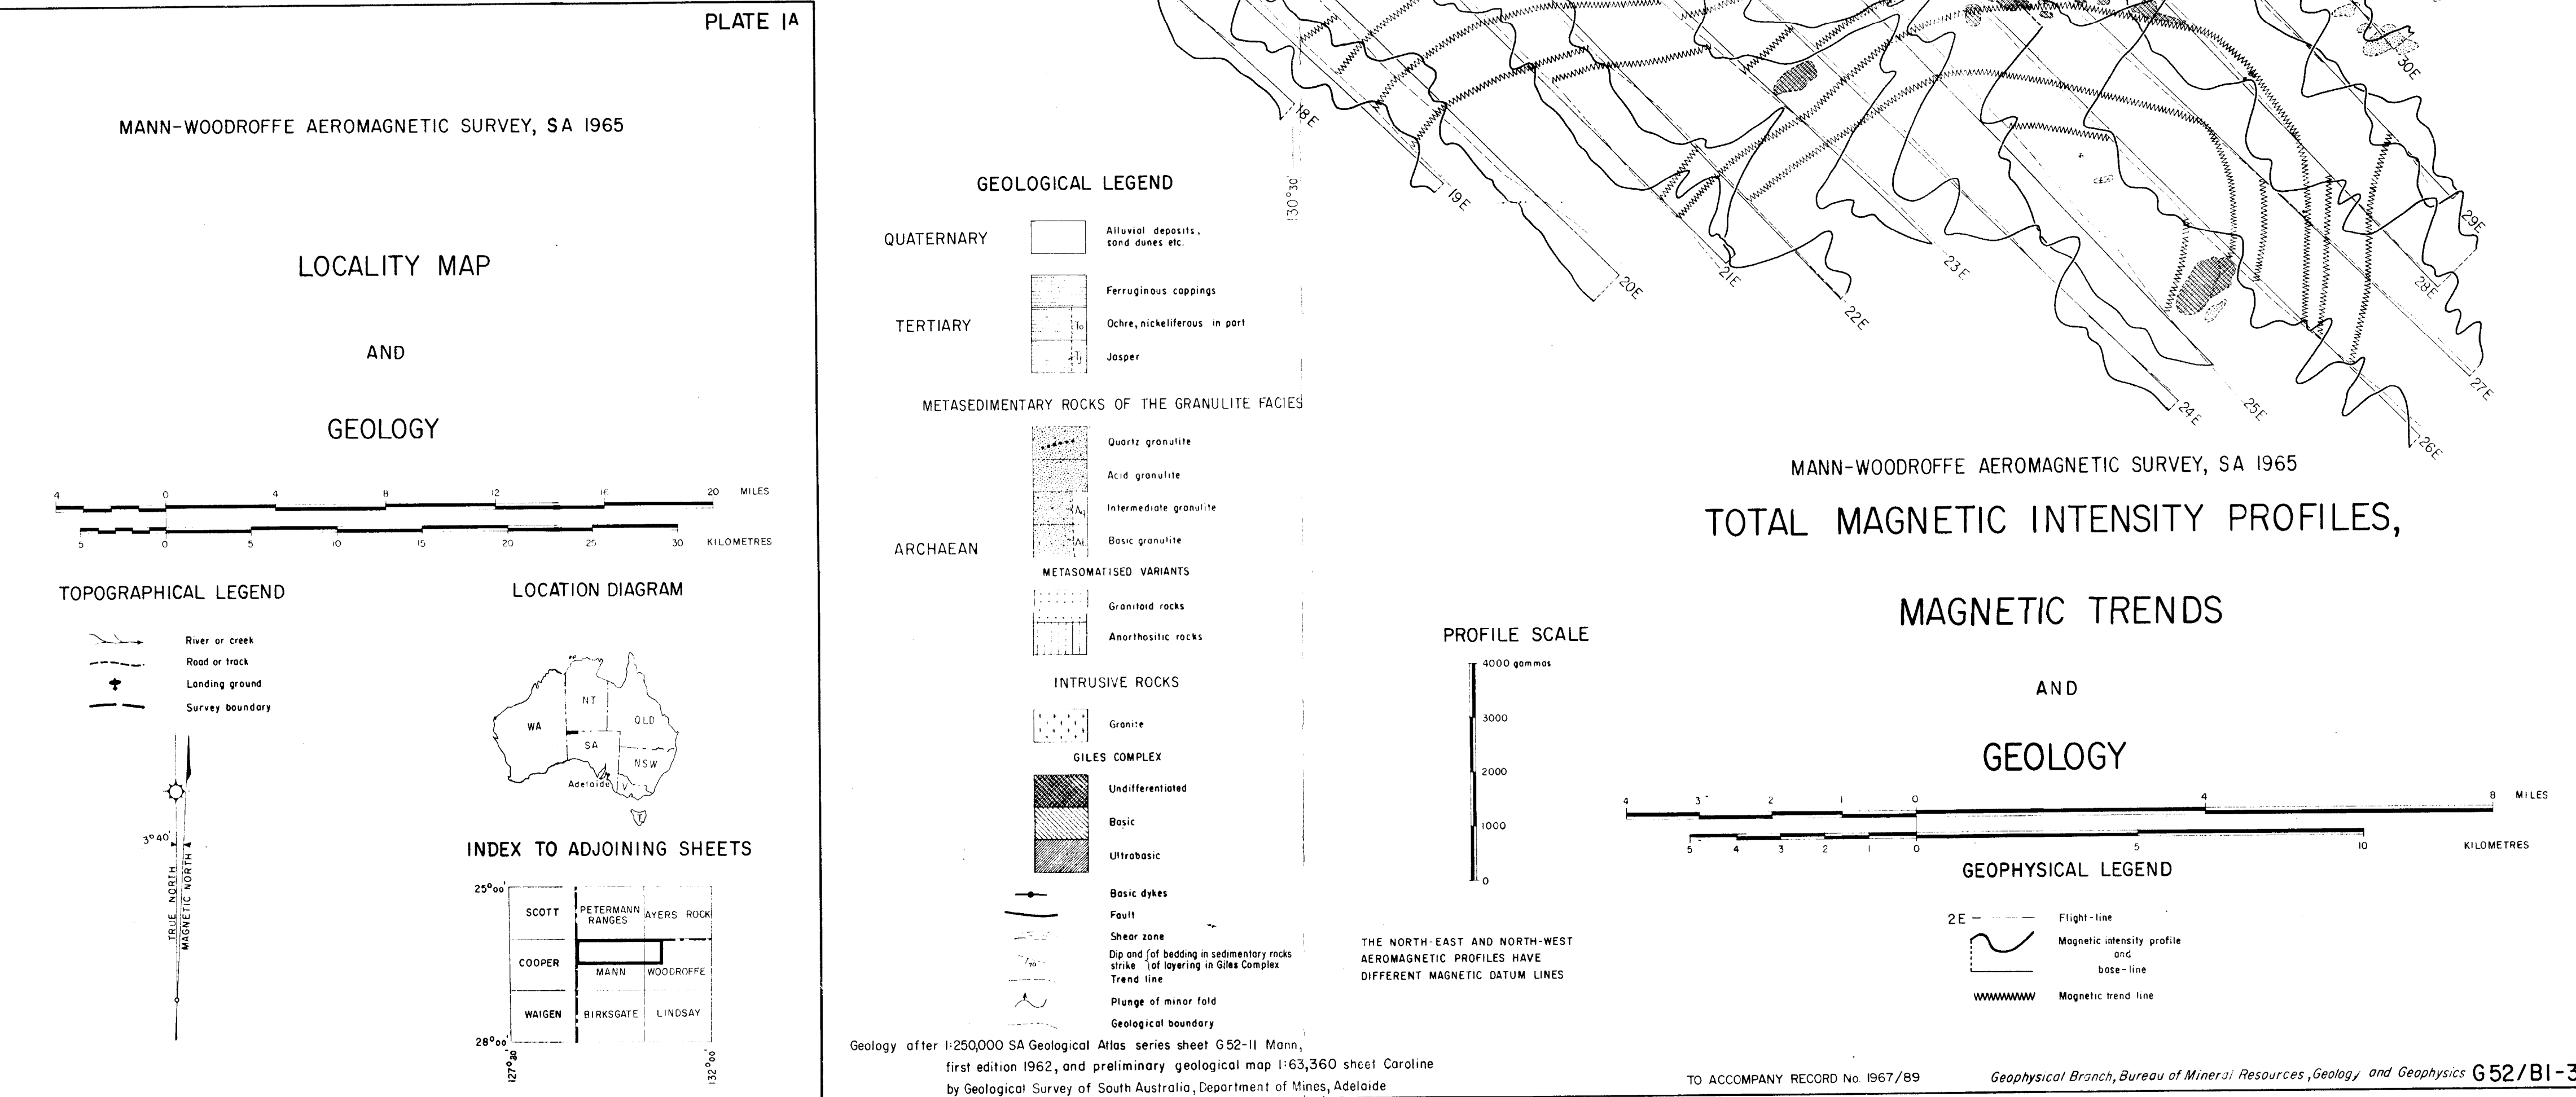 PLATE 1A
MANN-WOODROFFE AEROMAGNETIC SURVEY, SA 1965
LOCALITY MAP
AND
GEOLOGY
4 0 4 8 12 16 20 MILES
5 0 5 10 15 20 25 30 KILOMETRES
TOPOGRAPHICAL LEGEND
River or creek
Road or track
Landing ground
Survey boundary
3°40'
TRUE NORTH
MAGNETIC NORTH
LOCATION DIAGRAM
NT
WA
QLD
SA
NSW
Adelaide
V
T
INDEX TO ADJOINING SHEETS
25°00'
SCOTT
PETERMANN RANGES
AYERS ROCK
COOPER
MANN
WOODROFFE
WAIGEN
BIRKSGATE
LINDSAY
28°00'
127°30'
132°00'
GEOLOGICAL LEGEND
QUATERNARY
Alluvial deposits,
sand dunes etc.
TERTIARY
Ferruginous cappings
To
Ochre, nickeliferous in part
Tj
Jasper
METASEDIMENTARY ROCKS OF THE GRANULITE FACIES
ARCHAEAN
Quartz granulite
Acid granulite
Intermediate granulite
Basic granulite
METASOMATISED VARIANTS
Granitoid rocks
Anorthositic rocks
INTRUSIVE ROCKS
Granite
GILES COMPLEX
Undifferentiated
Basic
Ultrabasic
Basic dykes
Fault
Shear zone
Dip and { of bedding in sedimentary rocks
strike { of layering in Giles Complex
70
Trend line
Plunge of minor fold
Geological boundary
Geology after 1:250,000 SA Geological Atlas series sheet G52-11 Mann,
first edition 1962, and preliminary geological map 1:63,360 sheet Caroline
by Geological Survey of South Australia, Department of Mines, Adelaide
130°30'
18E
19E
20E
21E
22E
23E
24E
25E
26E
27E
28E
29E
30E
MANN-WOODROFFE AEROMAGNETIC SURVEY, SA 1965
TOTAL MAGNETIC INTENSITY PROFILES,
MAGNETIC TRENDS
AND
GEOLOGY
PROFILE SCALE
4000 gammas
3000
2000
1000
0
4 3 2 1 0 4 8 MILES
5 4 3 2 1 0 5 10 KILOMETRES
THE NORTH-EAST AND NORTH-WEST
AEROMAGNETIC PROFILES HAVE
DIFFERENT MAGNETIC DATUM LINES
GEOPHYSICAL LEGEND
2E Flight-line
Magnetic intensity profile
and
base-line
Magnetic trend line
TO ACCOMPANY RECORD No. 1967/89
Geophysical Branch, Bureau of Mineral Resources, Geology and Geophysics G52/B1-3